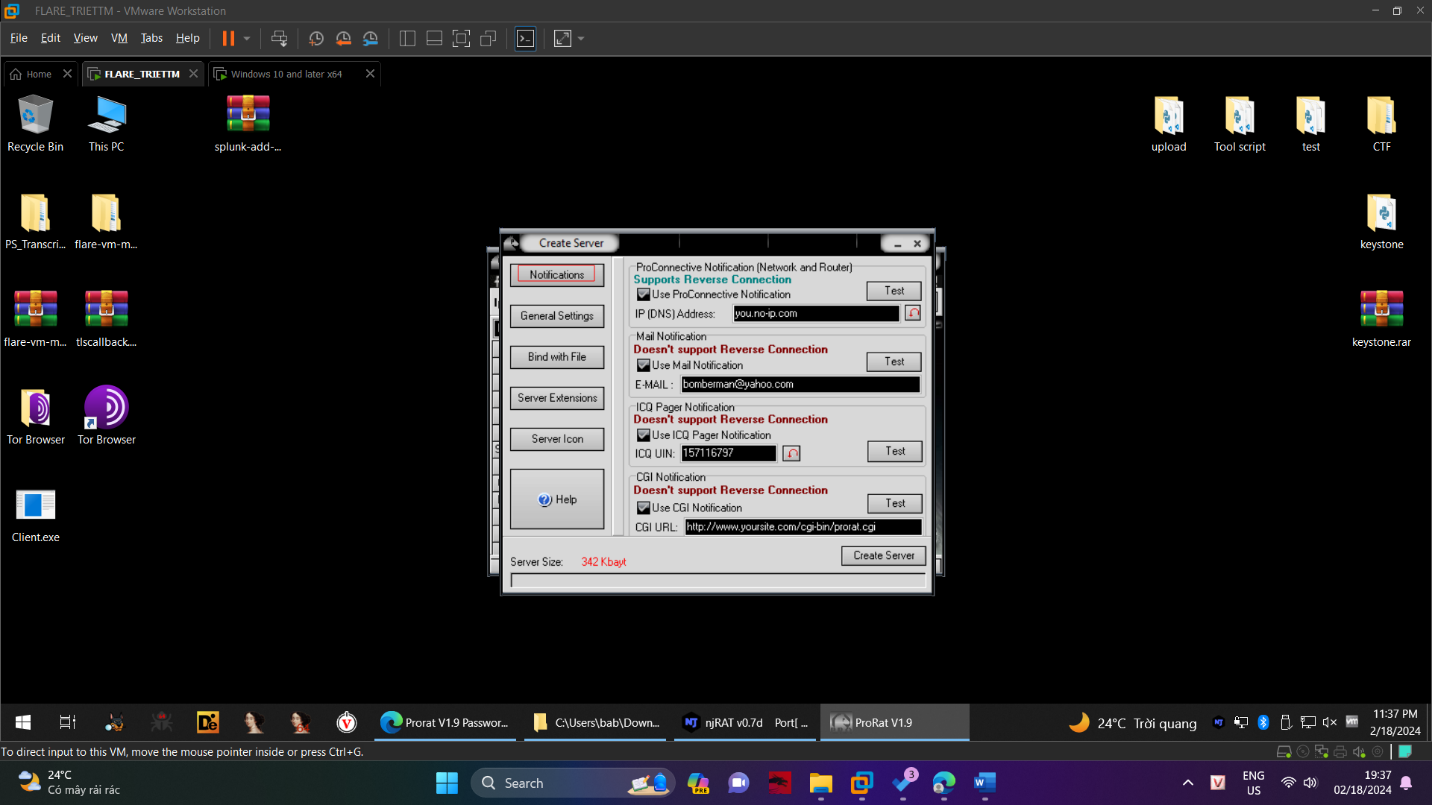 FLARE_TRIETTM - VMware Workstation
File Edit View VM Tabs Help
Home FLARE_TRIETTM Windows 10 and later x64
Recycle Bin
This PC
splunk-add-...
upload
Tool script
test
CTF
PS_Transcri...
flare-vm-m...
keystone
flare-vm-m...
tlscallback....
keystone.rar
Tor Browser
Tor Browser
Client.exe
Create Server
Notifications
General Settings
Bind with File
Server Extensions
Server Icon
Help
ProConnective Notification (Network and Router)
Supports Reverse Connection
Use ProConnective Notification
Test
IP (DNS) Address: you.no-ip.com
Mail Notification
Doesn't support Reverse Connection
Use Mail Notification
Test
E-MAIL : bomberman@yahoo.com
ICQ Pager Notification
Doesn't support Reverse Connection
Use ICQ Pager Notification
ICQ UIN: 157116797
Test
CGI Notification
Doesn't support Reverse Connection
Use CGI Notification
Test
CGI URL: http://www.yoursite.com/cgi-bin/prorat.cgi
Server Size: 342 Kbayt
Create Server
Prorat V1.9 Passwor...
C:\Users\bab\Down...
njRAT v0.7d Port[ ...
ProRat V1.9
24°C Trời quang
11:37 PM
2/18/2024
To direct input to this VM, move the mouse pointer inside or press Ctrl+G.
24°C
Có mây rải rác
Search
PRE
3
ENG
US
19:37
02/18/2024